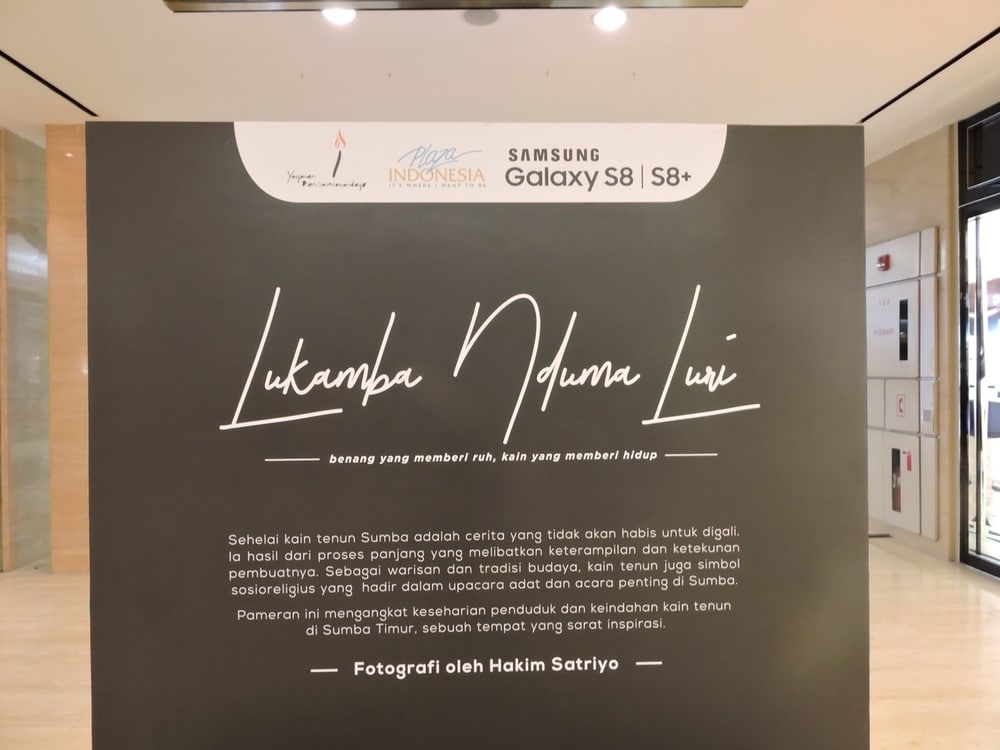 Yayasan
Plaza
INDONESIA
IT'S WHERE I WANT TO BE
SAMSUNG
Galaxy S8 | S8+
Lukamba Nduma Luri
benang yang memberi ruh, kain yang memberi hidup
Sehelai kain tenun Sumba adalah cerita yang tidak akan habis untuk digali.
Ia hasil dari proses panjang yang melibatkan keterampilan dan ketekunan
pembuatnya. Sebagai warisan dan tradisi budaya, kain tenun juga simbol
sosioreligius yang hadir dalam upacara adat dan acara penting di Sumba.
Pameran ini mengangkat keseharian penduduk dan keindahan kain tenun
di Sumba Timur, sebuah tempat yang sarat inspirasi.
Fotografi oleh Hakim Satriyo
HYDRANT